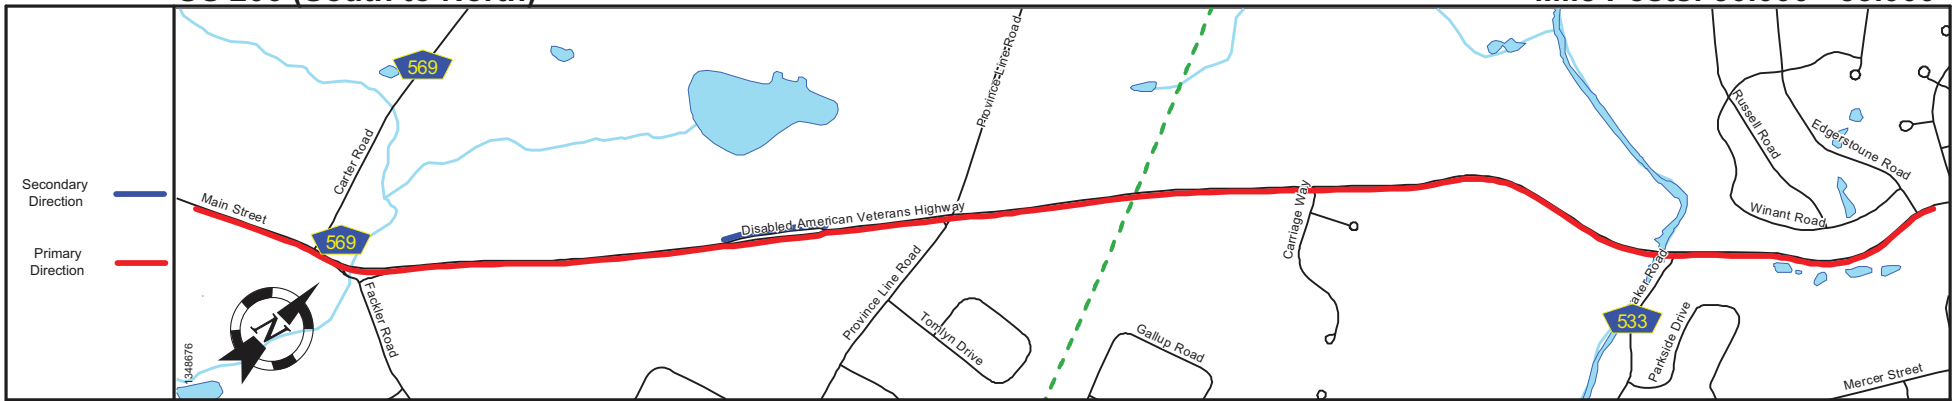 Secondary
Direction
Primary
Direction
569
Carter Road
Main Street
569
Fackler Road
N
1348676
Disabled American Veterans Highway
Province Line Road
Province Line Road
Tomlyn Drive
Gallup Road
Carriage Way
Russell Road
Edgerstoune Road
Winant Road
533
Parkside Drive
Mercer Street